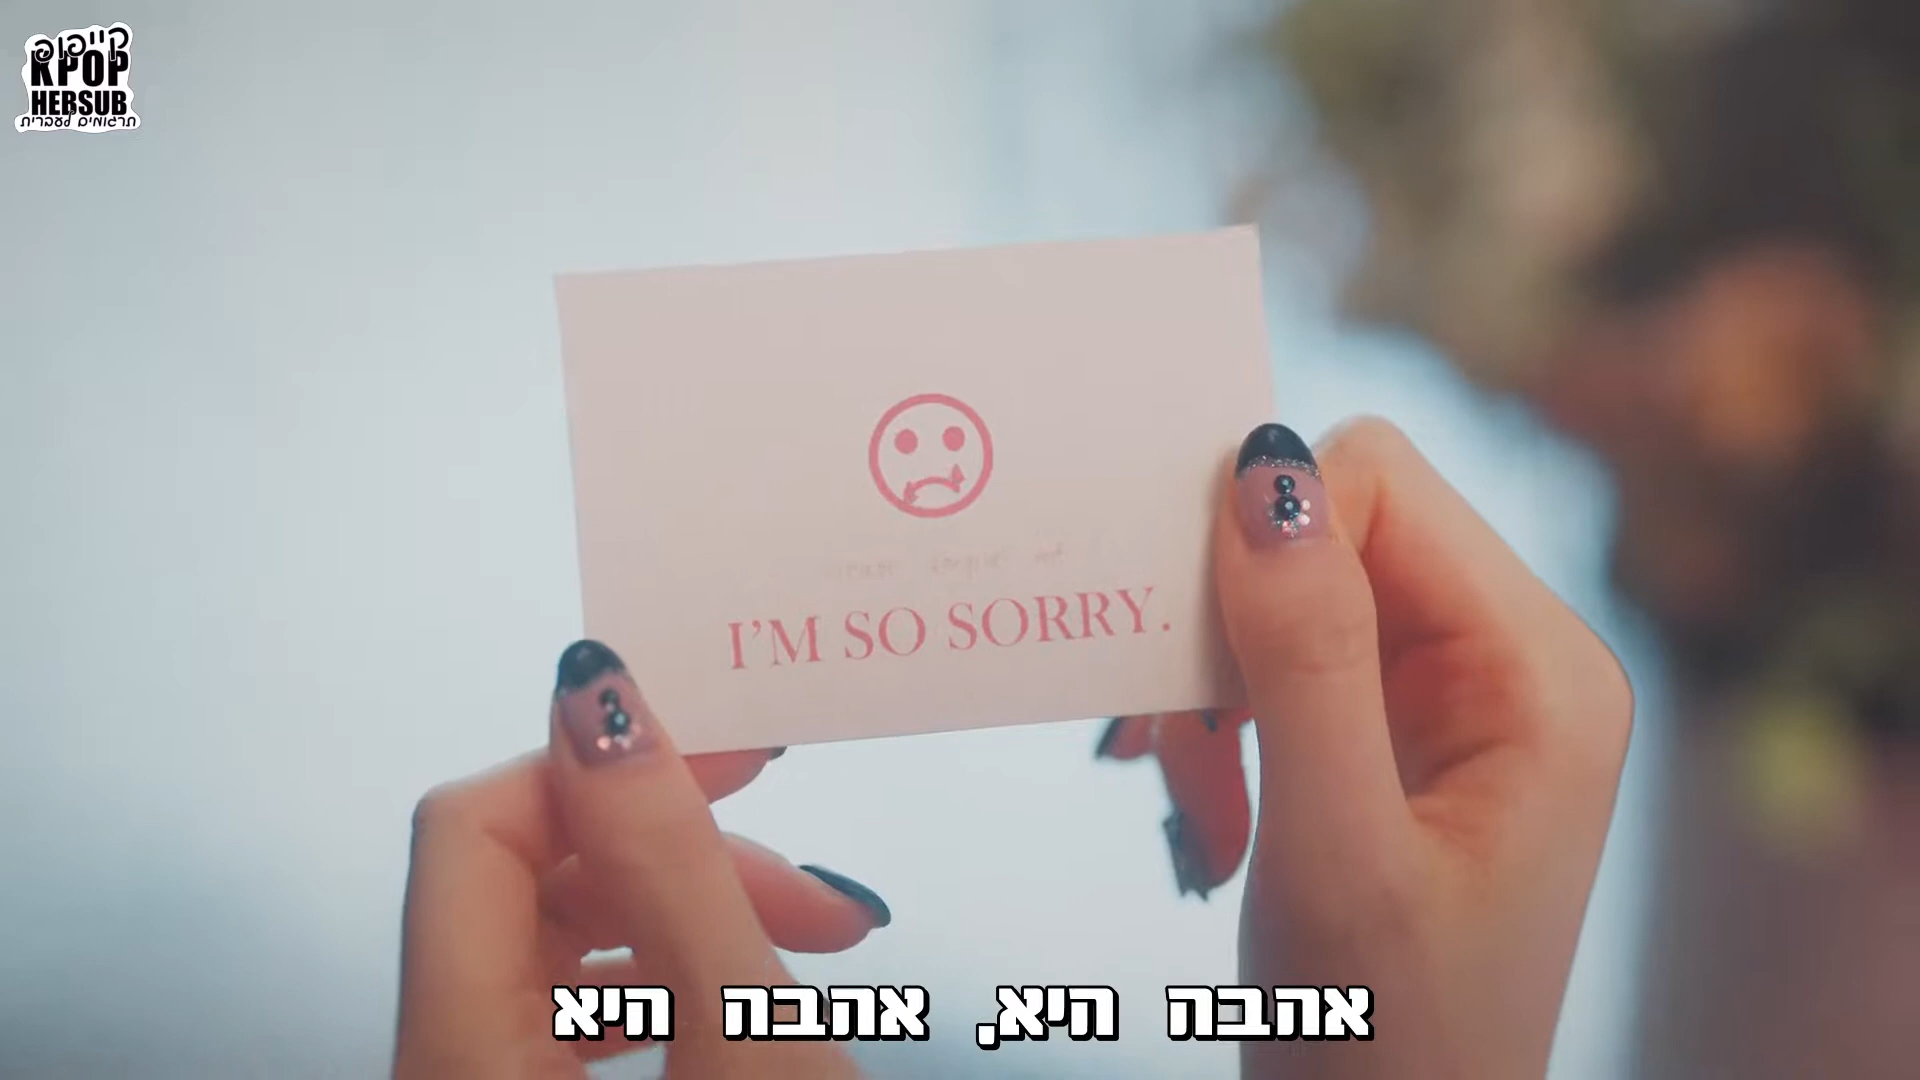 קייפופ
KPOP
HEBSUB
תרגומים לעברית
I'M SO SORRY.
אהבה היא, אהבה היא